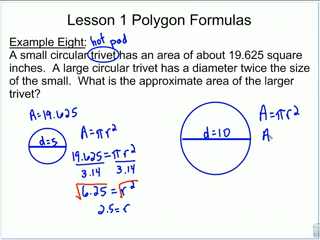 Lesson 1 Polygon Formulas
Example Eight: hot pad
A small circular trivet has an area of about 19.625 square
inches. A large circular trivet has a diameter twice the size
of the small. What is the approximate area of the larger
trivet?
A=19.625
d=5
A=πr²
19.625=πr²
3.14 3.14
√6.25 = √r²
2.5=r
d=10
A=πr²
A